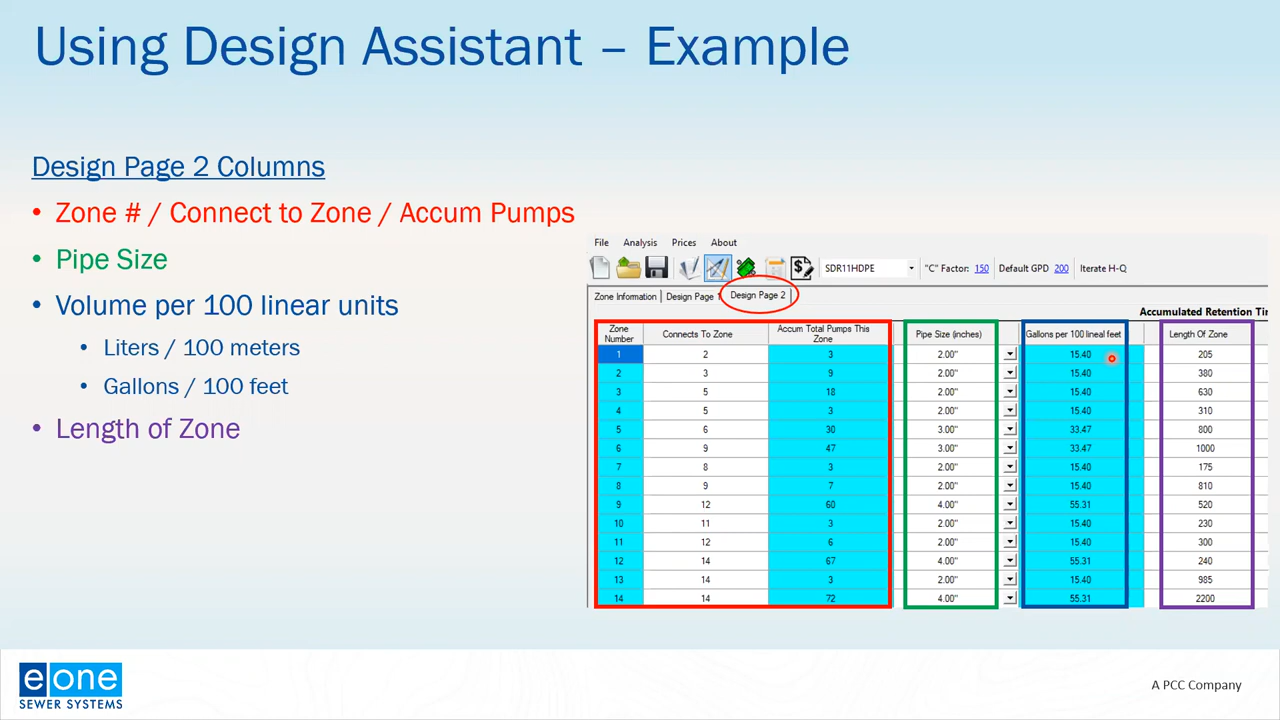 Using Design Assistant – Example
Design Page 2 Columns
• Zone # / Connect to Zone / Accum Pumps
• Pipe Size
• Volume per 100 linear units
• Liters / 100 meters
• Gallons / 100 feet
• Length of Zone
File Analysis Prices About
SDR11HDPE "C" Factor: 150 Default GPD 200 Iterate H-Q
Zone Information Design Page 1 Design Page 2
Accumulated Retention Tir
Zone Number Connects To Zone Accum Total Pumps This Zone Pipe Size (inches) Gallons per 100 lineal feet Length Of Zone
1 2 3 2.00" 15.40 205
2 3 9 2.00" 15.40 380
3 5 18 2.00" 15.40 630
4 5 3 2.00" 15.40 310
5 6 30 3.00" 33.47 800
6 9 47 3.00" 33.47 1000
7 8 3 2.00" 15.40 175
8 9 7 2.00" 15.40 810
9 12 60 4.00" 55.31 520
10 11 3 2.00" 15.40 230
11 12 6 2.00" 15.40 300
12 14 67 4.00" 55.31 240
13 14 3 2.00" 15.40 985
14 14 72 4.00" 55.31 2200
eone
SEWER SYSTEMS
A PCC Company